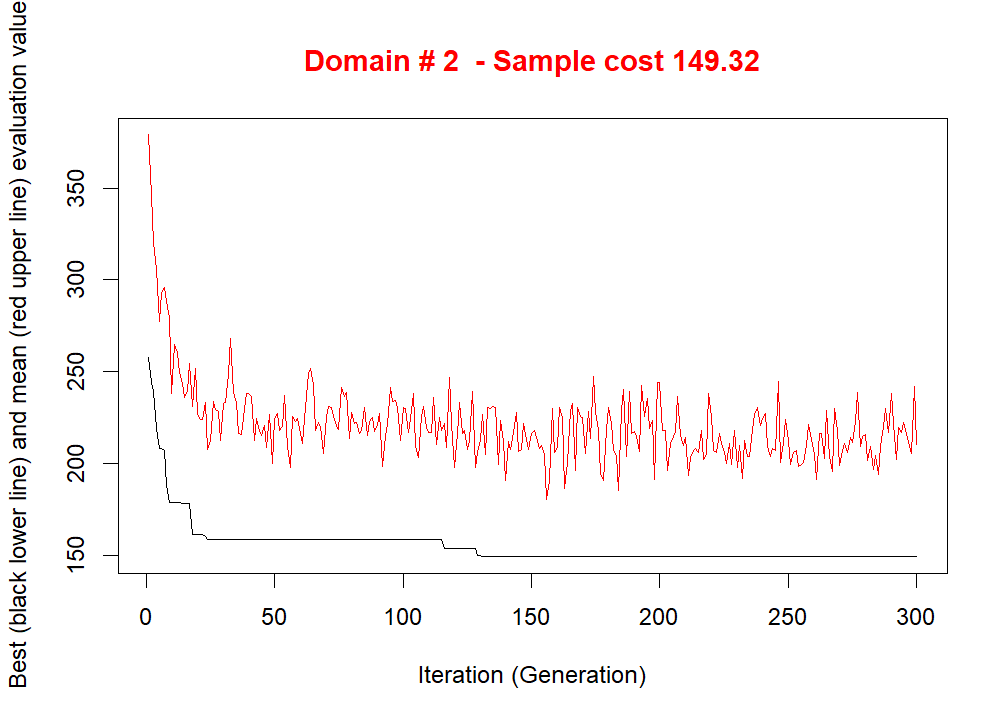 Domain # 2  - Sample cost 149.32
Best (black lower line) and mean (red upper line) evaluation value
350
300
250
200
150
0 50 100 150 200 250 300
Iteration (Generation)